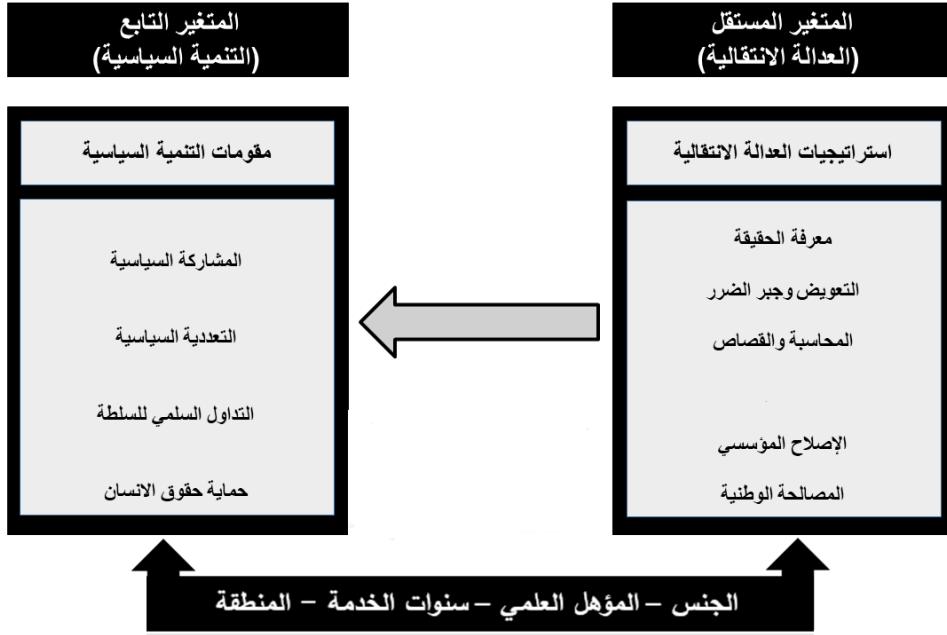 المتغير المستقل
(العدالة الانتقالية)
استراتيجيات العدالة الانتقالية
معرفة الحقيقة
التعويض وجبر الضرر
المحاسبة والقصاص
الإصلاح المؤسسي
المصالحة الوطنية
المتغير التابع
(التنمية السياسية)
مقومات التنمية السياسية
المشاركة السياسية
التعددية السياسية
التداول السلمي للسلطة
حماية حقوق الانسان
الجنس – المؤهل العلمي – سنوات الخدمة – المنطقة